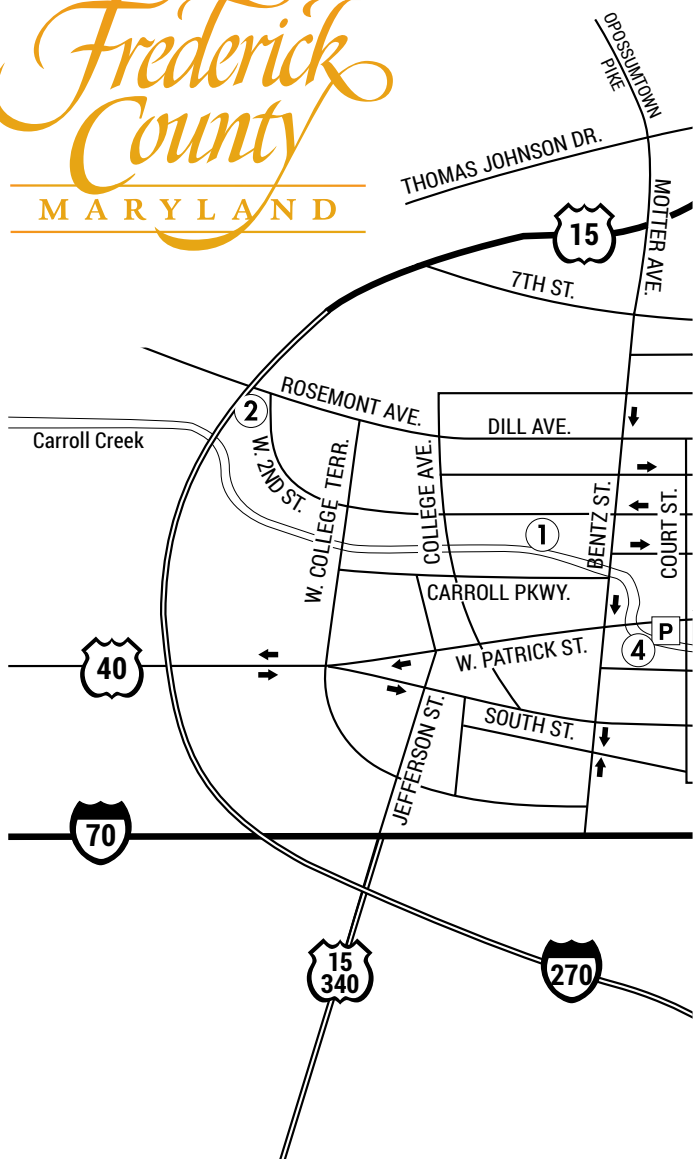 Frederick
County
MARYLAND
OPOSSUMTOWN
PIKE
THOMAS JOHNSON DR.
MOTTER AVE.
15
7TH ST.
ROSEMONT AVE.
2
DILL AVE.
Carroll Creek
W. 2ND ST.
W. COLLEGE TERR.
COLLEGE AVE.
BENTZ ST.
COURT ST.
1
CARROLL PKWY.
P
4
W. PATRICK ST.
40
SOUTH ST.
JEFFERSON ST.
70
15
340
270